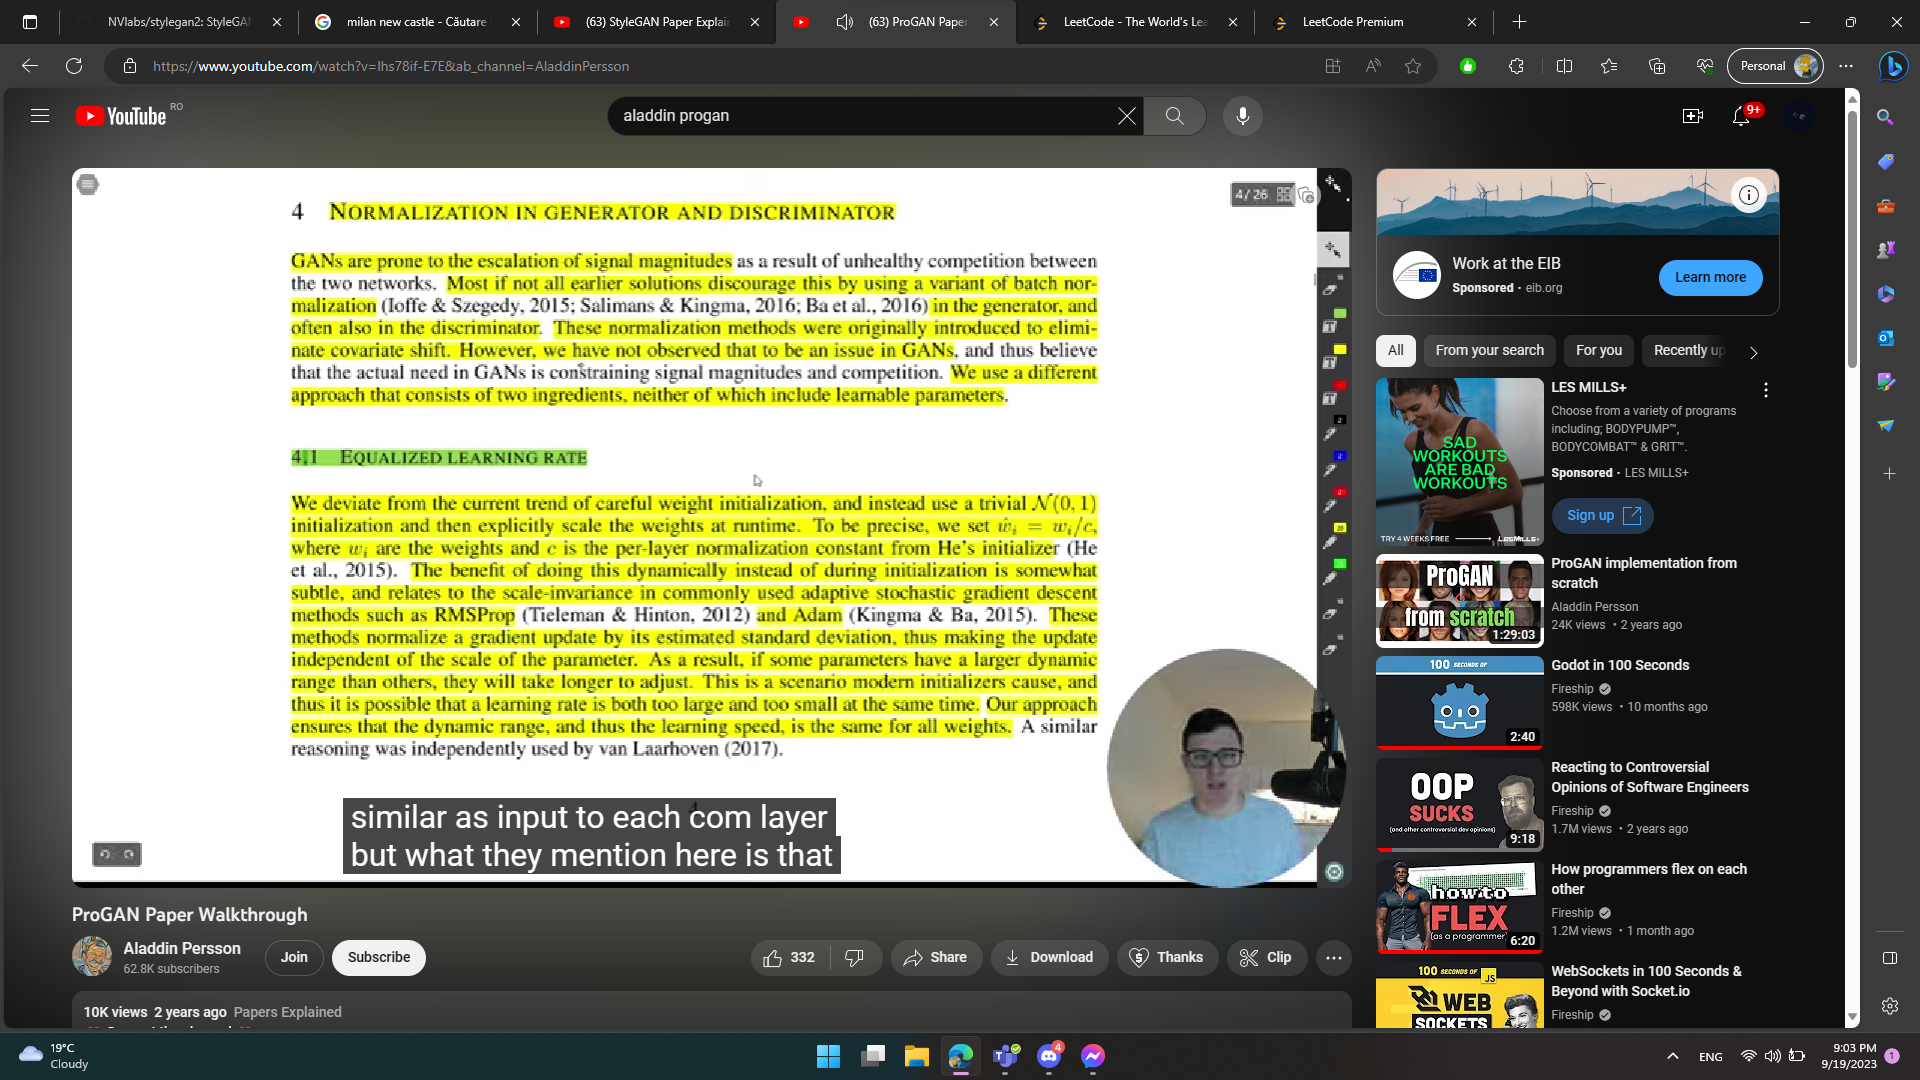 NVlabs/stylegan2: StyleGAN
milan new castle - Căutare
(63) StyleGAN Paper Explai
(63) ProGAN Paper
LeetCode - The World's Lea
LeetCode Premium
https://www.youtube.com/watch?v=lhs78if-E7E&ab_channel=AladdinPersson
Personal
YouTube
RO
aladdin progan
9+
4/26
4 NORMALIZATION IN GENERATOR AND DISCRIMINATOR
GANs are prone to the escalation of signal magnitudes as a result of unhealthy competition between
the two networks. Most if not all earlier solutions discourage this by using a variant of batch nor-
malization (Ioffe & Szegedy, 2015; Salimans & Kingma, 2016; Ba et al., 2016) in the generator, and
often also in the discriminator. These normalization methods were originally introduced to elimi-
nate covariate shift. However, we have not observed that to be an issue in GANs, and thus believe
that the actual need in GANs is constraining signal magnitudes and competition. We use a different
approach that consists of two ingredients, neither of which include learnable parameters.
4.1 EQUALIZED LEARNING RATE
We deviate from the current trend of careful weight initialization, and instead use a trivial N(0, 1)
initialization and then explicitly scale the weights at runtime. To be precise, we set ŵi = wi/c,
where wi are the weights and c is the per-layer normalization constant from He's initializer (He
et al., 2015). The benefit of doing this dynamically instead of during initialization is somewhat
subtle, and relates to the scale-invariance in commonly used adaptive stochastic gradient descent
methods such as RMSProp (Tieleman & Hinton, 2012) and Adam (Kingma & Ba, 2015). These
methods normalize a gradient update by its estimated standard deviation, thus making the update
independent of the scale of the parameter. As a result, if some parameters have a larger dynamic
range than others, they will take longer to adjust. This is a scenario modern initializers cause, and
thus it is possible that a learning rate is both too large and too small at the same time. Our approach
ensures that the dynamic range, and thus the learning speed, is the same for all weights. A similar
reasoning was independently used by van Laarhoven (2017).
similar as input to each com layer
but what they mention here is that
ProGAN Paper Walkthrough
Aladdin Persson
62.8K subscribers
Join
Subscribe
332
Share
Download
Thanks
Clip
10K views 2 years ago Papers Explained
Work at the EIB
Sponsored • eib.org
Learn more
All
From your search
For you
Recently up
SAD
WORKOUTS
ARE BAD
WORKOUTS
TRY 4 WEEKS FREE
LESMILLS+
LES MILLS+
Choose from a variety of programs
including; BODYPUMP™,
BODYCOMBAT™ & GRIT™.
Sponsored • LES MILLS+
Sign up
ProGAN
from scratch
1:29:03
ProGAN implementation from
scratch
Aladdin Persson
24K views • 2 years ago
100 SECONDS OF
2:40
Godot in 100 Seconds
Fireship
598K views • 10 months ago
OOP
SUCKS
(and other controversial dev opinions)
9:18
Reacting to Controversial
Opinions of Software Engineers
Fireship
1.7M views • 2 years ago
how to
FLEX
(as a programmer)
6:20
How programmers flex on each
other
Fireship
1.2M views • 1 month ago
100 SECONDS OF JS
WEB
SOCKETS
WebSockets in 100 Seconds &
Beyond with Socket.io
Fireship
19°C
Cloudy
4
ENG
9:03 PM
9/19/2023
1